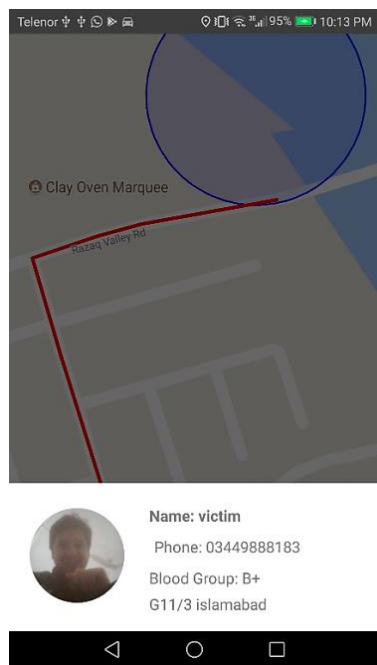 Telenor 95% 10:13 PM
Clay Oven Marquee
Razaq Valley Rd
Name: victim
Phone: 03449888183
Blood Group: B+
G11/3 islamabad